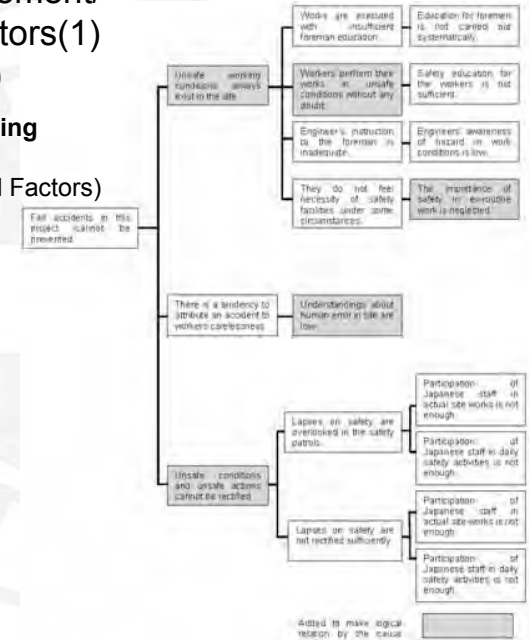 ement/
tors(1)
)
ing
l Factors)
Works are executed
with insufficient
foreman education.
Education for foremen
is not carried out
systematically.
Unsafe working
conditions always
exist in the site.
Workers perform their
works in unsafe
conditions without any
doubt.
Safety education for
the workers is not
sufficient.
Engineer's instruction
to the foreman is
inadequate.
Engineers' awareness
of hazard in work
conditions is low.
They do not feel
necessity of safety
facilities under some
circumstances.
The importance of
safety in
work is neglected.
Fall accidents in this
project cannot be
prevented.
There is a tendency to
attribute an accident to
workers carelessness.
Understandings about
human error in site are
low.
Unsafe conditions
and unsafe actions
cannot be rectified.
Lapses on safety are
overlooked in the safety
patrols.
Participation of
Japanese staff in
actual site works is not
enough.
Participation of
Japanese staff in daily
safety activities is not
enough.
Lapses on safety are
not rectified sufficiently.
Participation of
Japanese staff in
actual site works is not
enough.
Participation of
Japanese staff in daily
safety activities is not
enough.
Added to make logical
relation by the cause